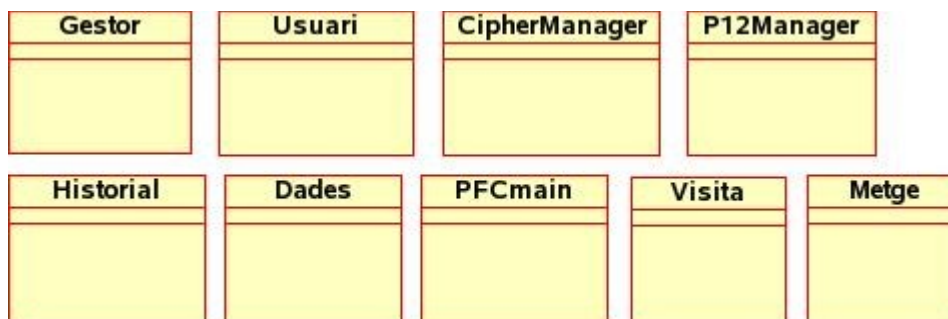 Gestor Usuari CipherManager P12Manager
Historial Dades PFCmain Visita Metge